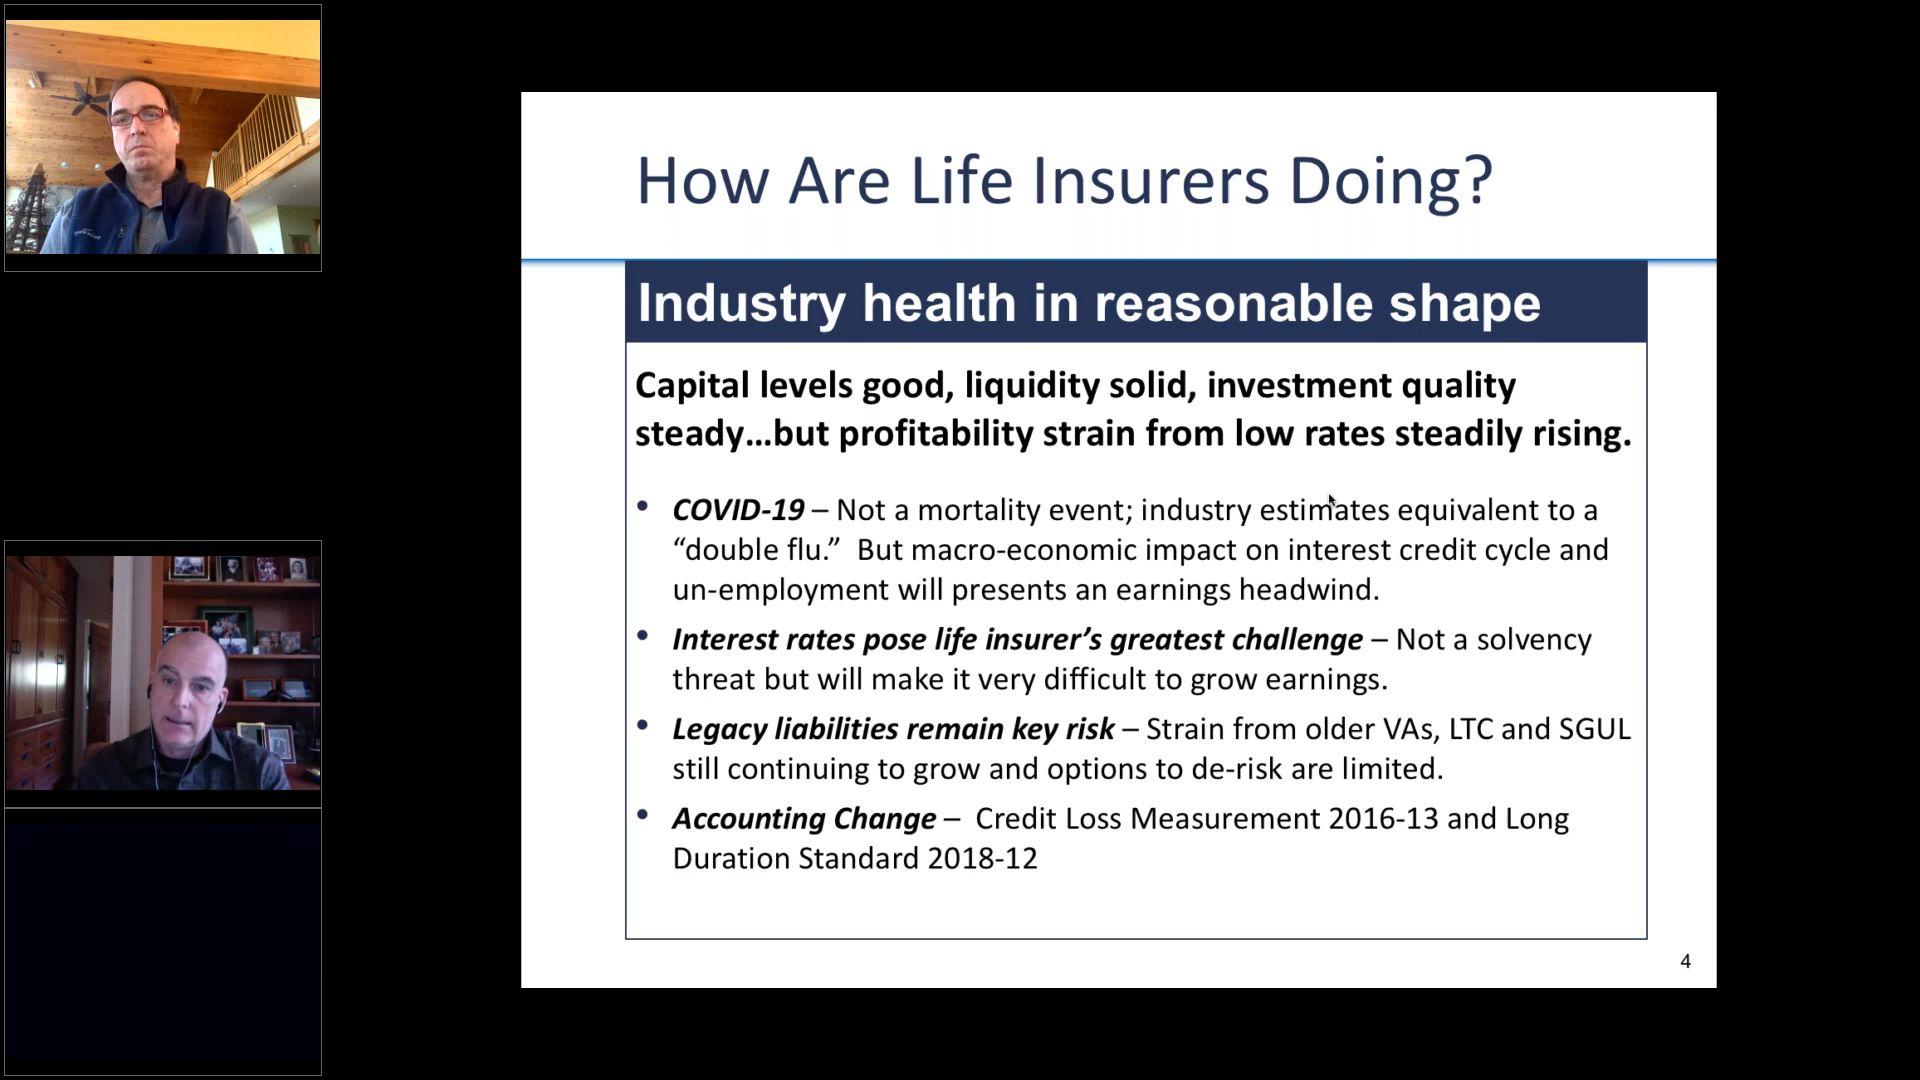 How Are Life Insurers Doing?
Industry health in reasonable shape
Capital levels good, liquidity solid, investment quality
steady...but profitability strain from low rates steadily rising.
• COVID-19 – Not a mortality event; industry estimates equivalent to a
“double flu.”  But macro-economic impact on interest credit cycle and
un-employment will presents an earnings headwind.
• Interest rates pose life insurer’s greatest challenge – Not a solvency
threat but will make it very difficult to grow earnings.
• Legacy liabilities remain key risk – Strain from older VAs, LTC and SGUL
still continuing to grow and options to de-risk are limited.
• Accounting Change –  Credit Loss Measurement 2016-13 and Long
Duration Standard 2018-12
4